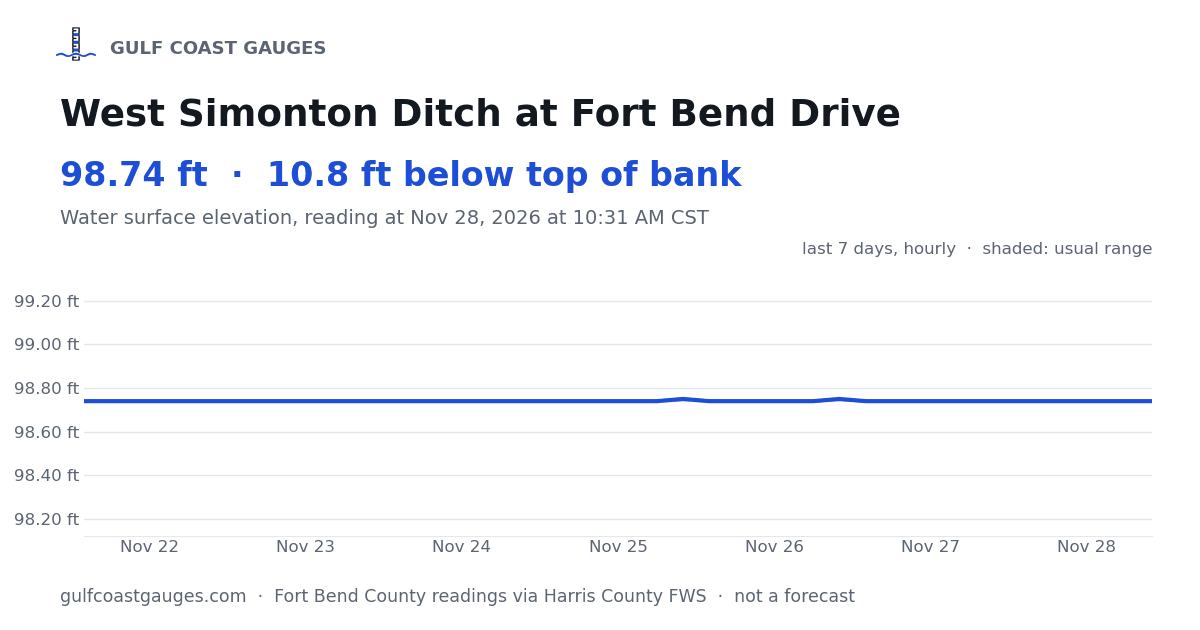 GULF COAST GAUGES
West Simonton Ditch at Fort Bend Drive
98.74 ft · 10.8 ft below top of bank
Water surface elevation, reading at Nov 28, 2026 at 10:31 AM CST
last 7 days, hourly · shaded: usual range
99.20 ft
99.00 ft
98.80 ft
98.60 ft
98.40 ft
98.20 ft
Nov 22 Nov 23 Nov 24 Nov 25 Nov 26 Nov 27 Nov 28
gulfcoastgauges.com · Fort Bend County readings via Harris County FWS · not a forecast